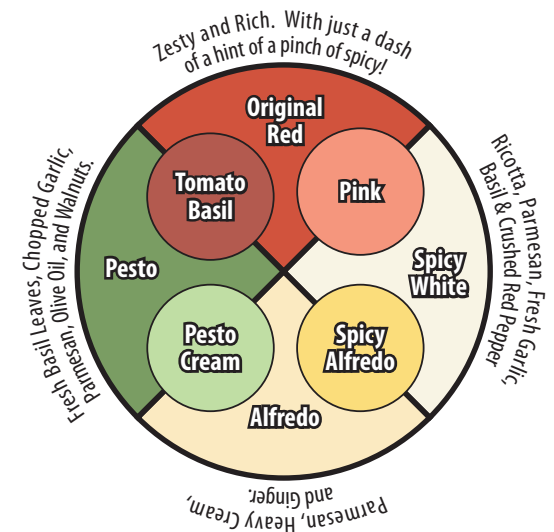 Zesty and Rich.  With just a dash
of a hint of a pinch of spicy!
Original
Red
Tomato
Basil
Pink
Fresh Basil Leaves, Chopped Garlic,
Parmesan, Olive Oil, and Walnuts.
Pesto
Spicy
White
Ricotta, Parmesan, Fresh Garlic,
Basil & Crushed Red Pepper
Pesto
Cream
Spicy
Alfredo
Alfredo
Parmesan, Heavy Cream,
and Ginger.